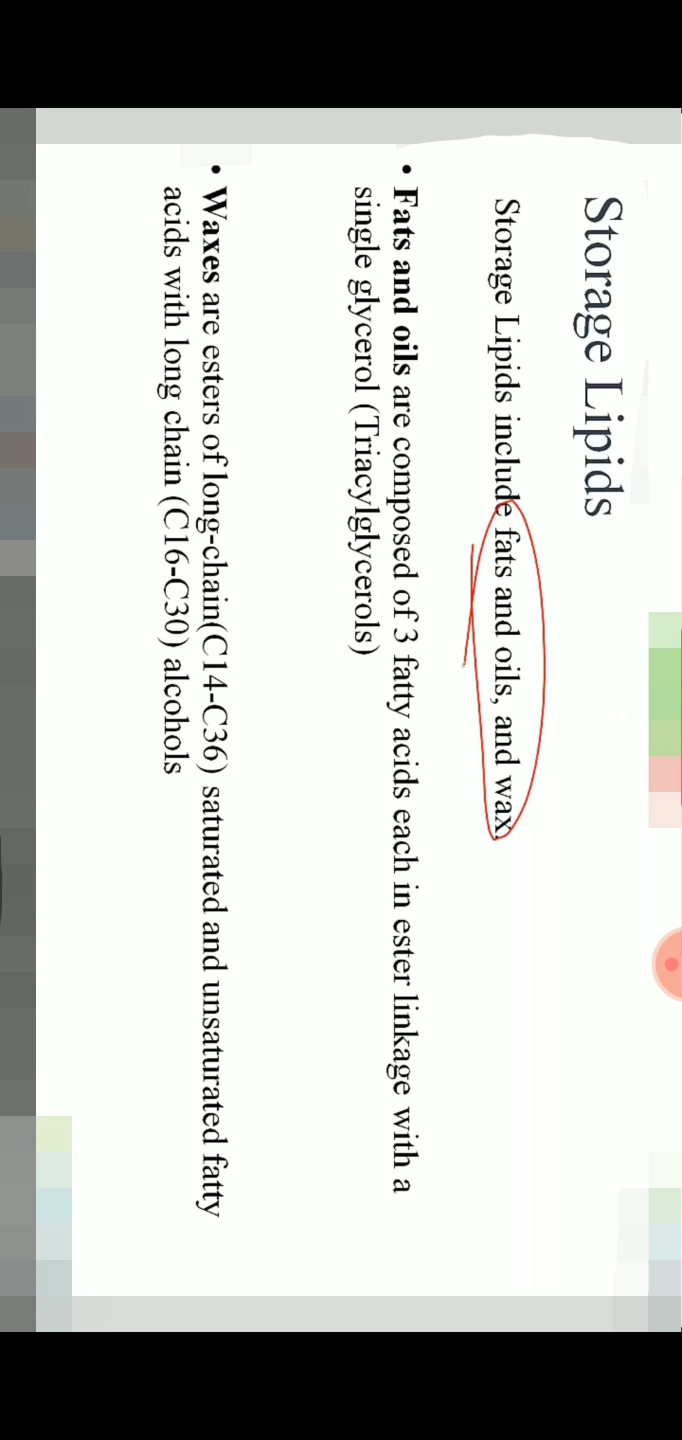 Storage Lipids
Storage Lipids include fats and oils, and wax.
• Fats and oils are composed of 3 fatty acids each in ester linkage with a
single glycerol (Triacylglycerols)
• Waxes are esters of long-chain(C14-C36) saturated and unsaturated fatty
acids with long chain (C16-C30) alcohols